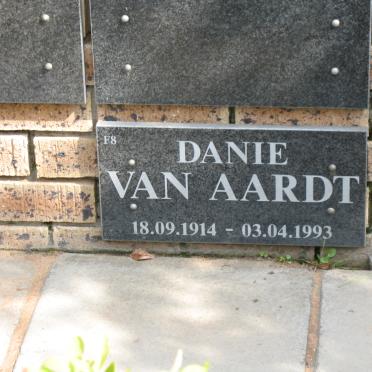 F8
DANIE
VAN AARDT
18.09.1914 - 03.04.1993